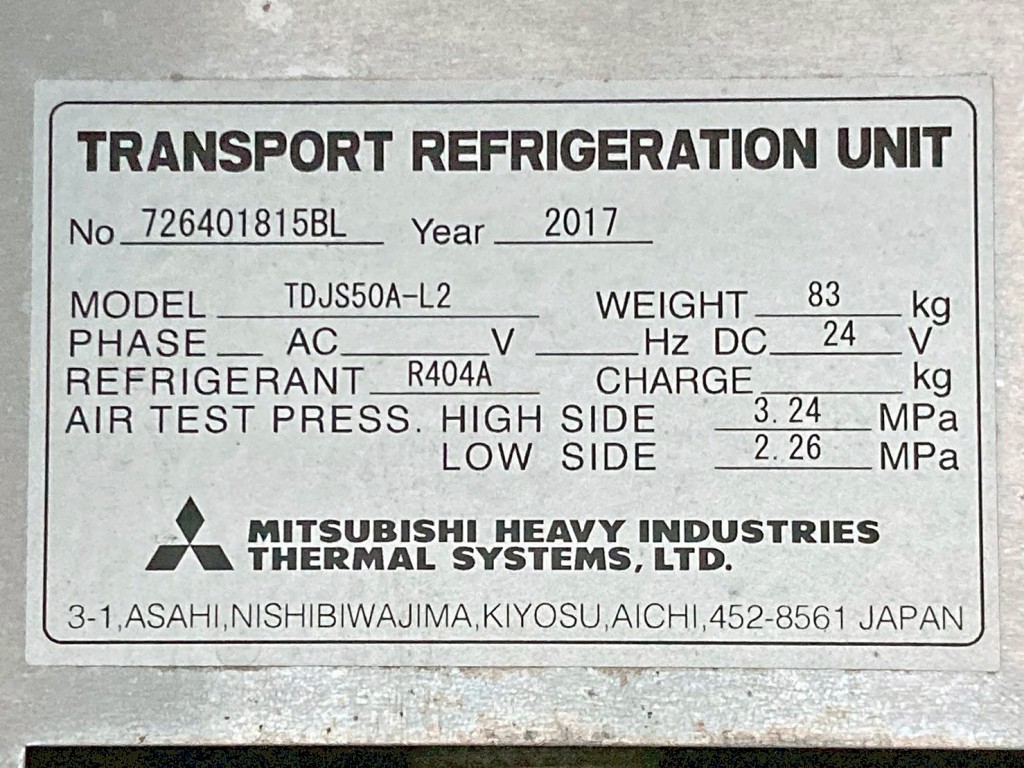 TRANSPORT REFRIGERATION UNIT
No 726401815BL Year 2017
MODEL TDJS50A-L2 WEIGHT 83 kg
PHASE AC V Hz DC 24 V
REFRIGERANT R404A CHARGE kg
AIR TEST PRESS. HIGH SIDE 3.24 MPa
LOW SIDE 2.26 MPa
MITSUBISHI HEAVY INDUSTRIES
THERMAL SYSTEMS, LTD.
3-1,ASAHI,NISHIBIWAJIMA,KIYOSU,AICHI,452-8561 JAPAN